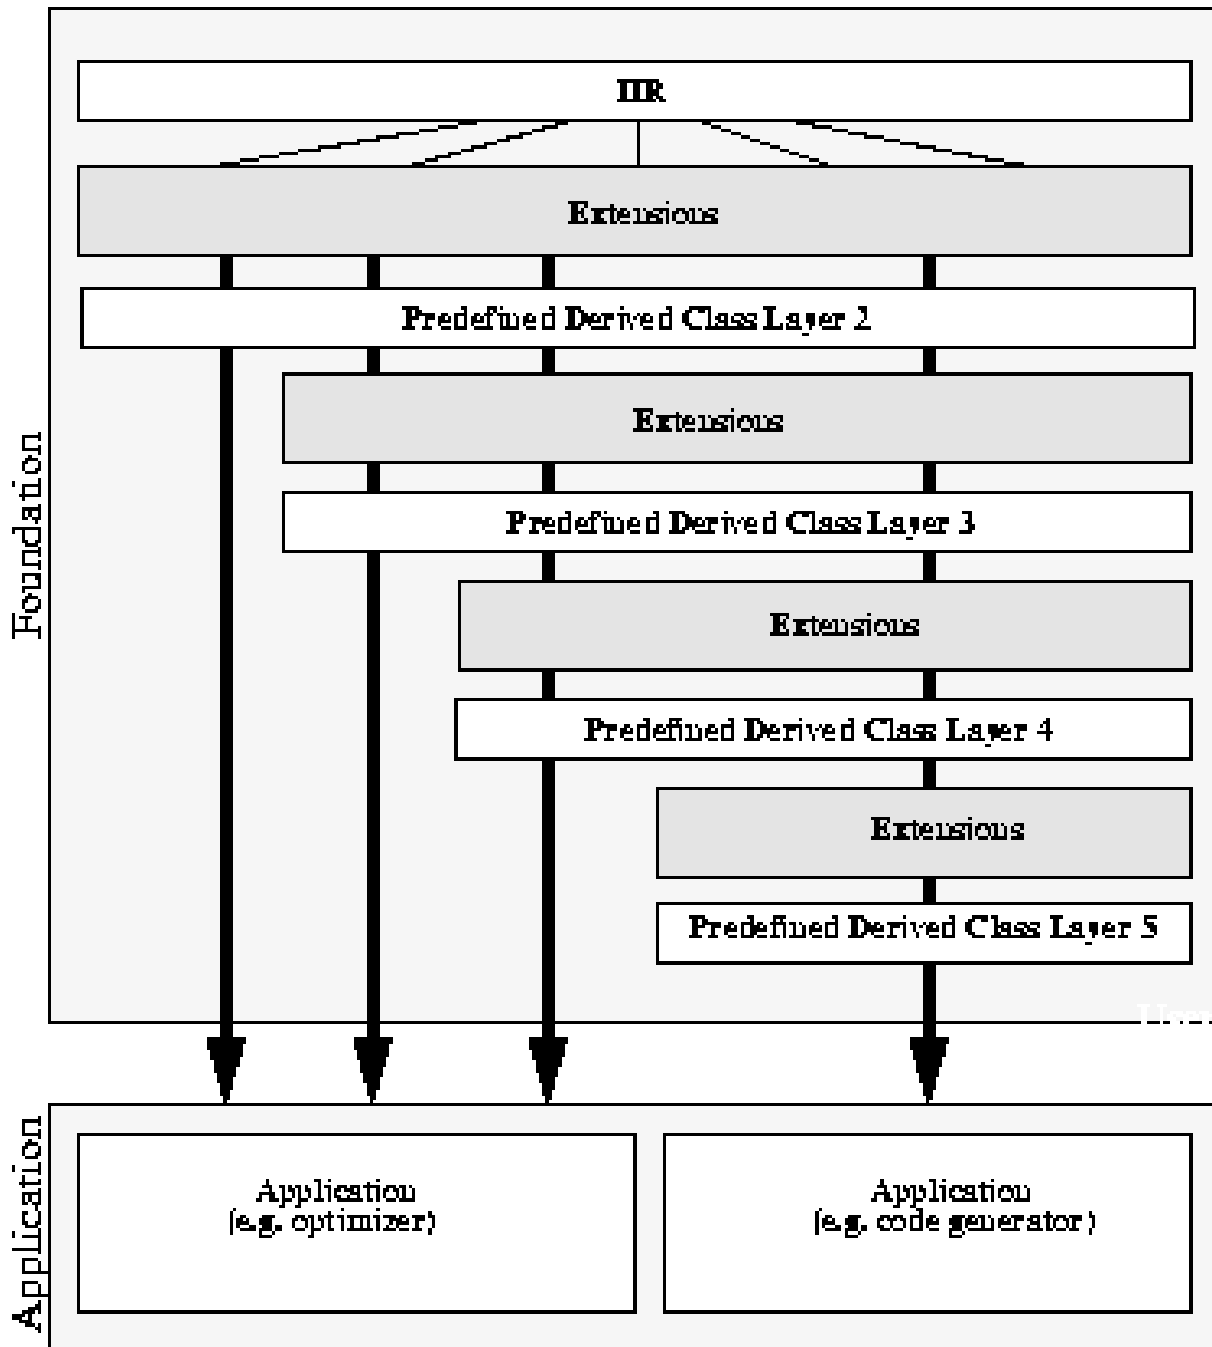 IIR
Extensions
Predefined Derived Class Layer 2
Extensions
Predefined Derived Class Layer 3
Extensions
Predefined Derived Class Layer 4
Extensions
Predefined Derived Class Layer 5
Foundation
User
Application
(e.g. optimizer)
Application
(e.g. code generator)
Application